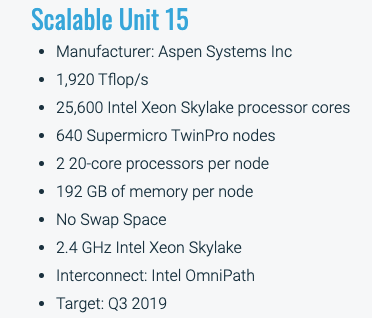 Scalable Unit 15
• Manufacturer: Aspen Systems Inc
• 1,920 Tflop/s
• 25,600 Intel Xeon Skylake processor cores
• 640 Supermicro TwinPro nodes
• 2 20-core processors per node
• 192 GB of memory per node
• No Swap Space
• 2.4 GHz Intel Xeon Skylake
• Interconnect: Intel OmniPath
• Target: Q3 2019